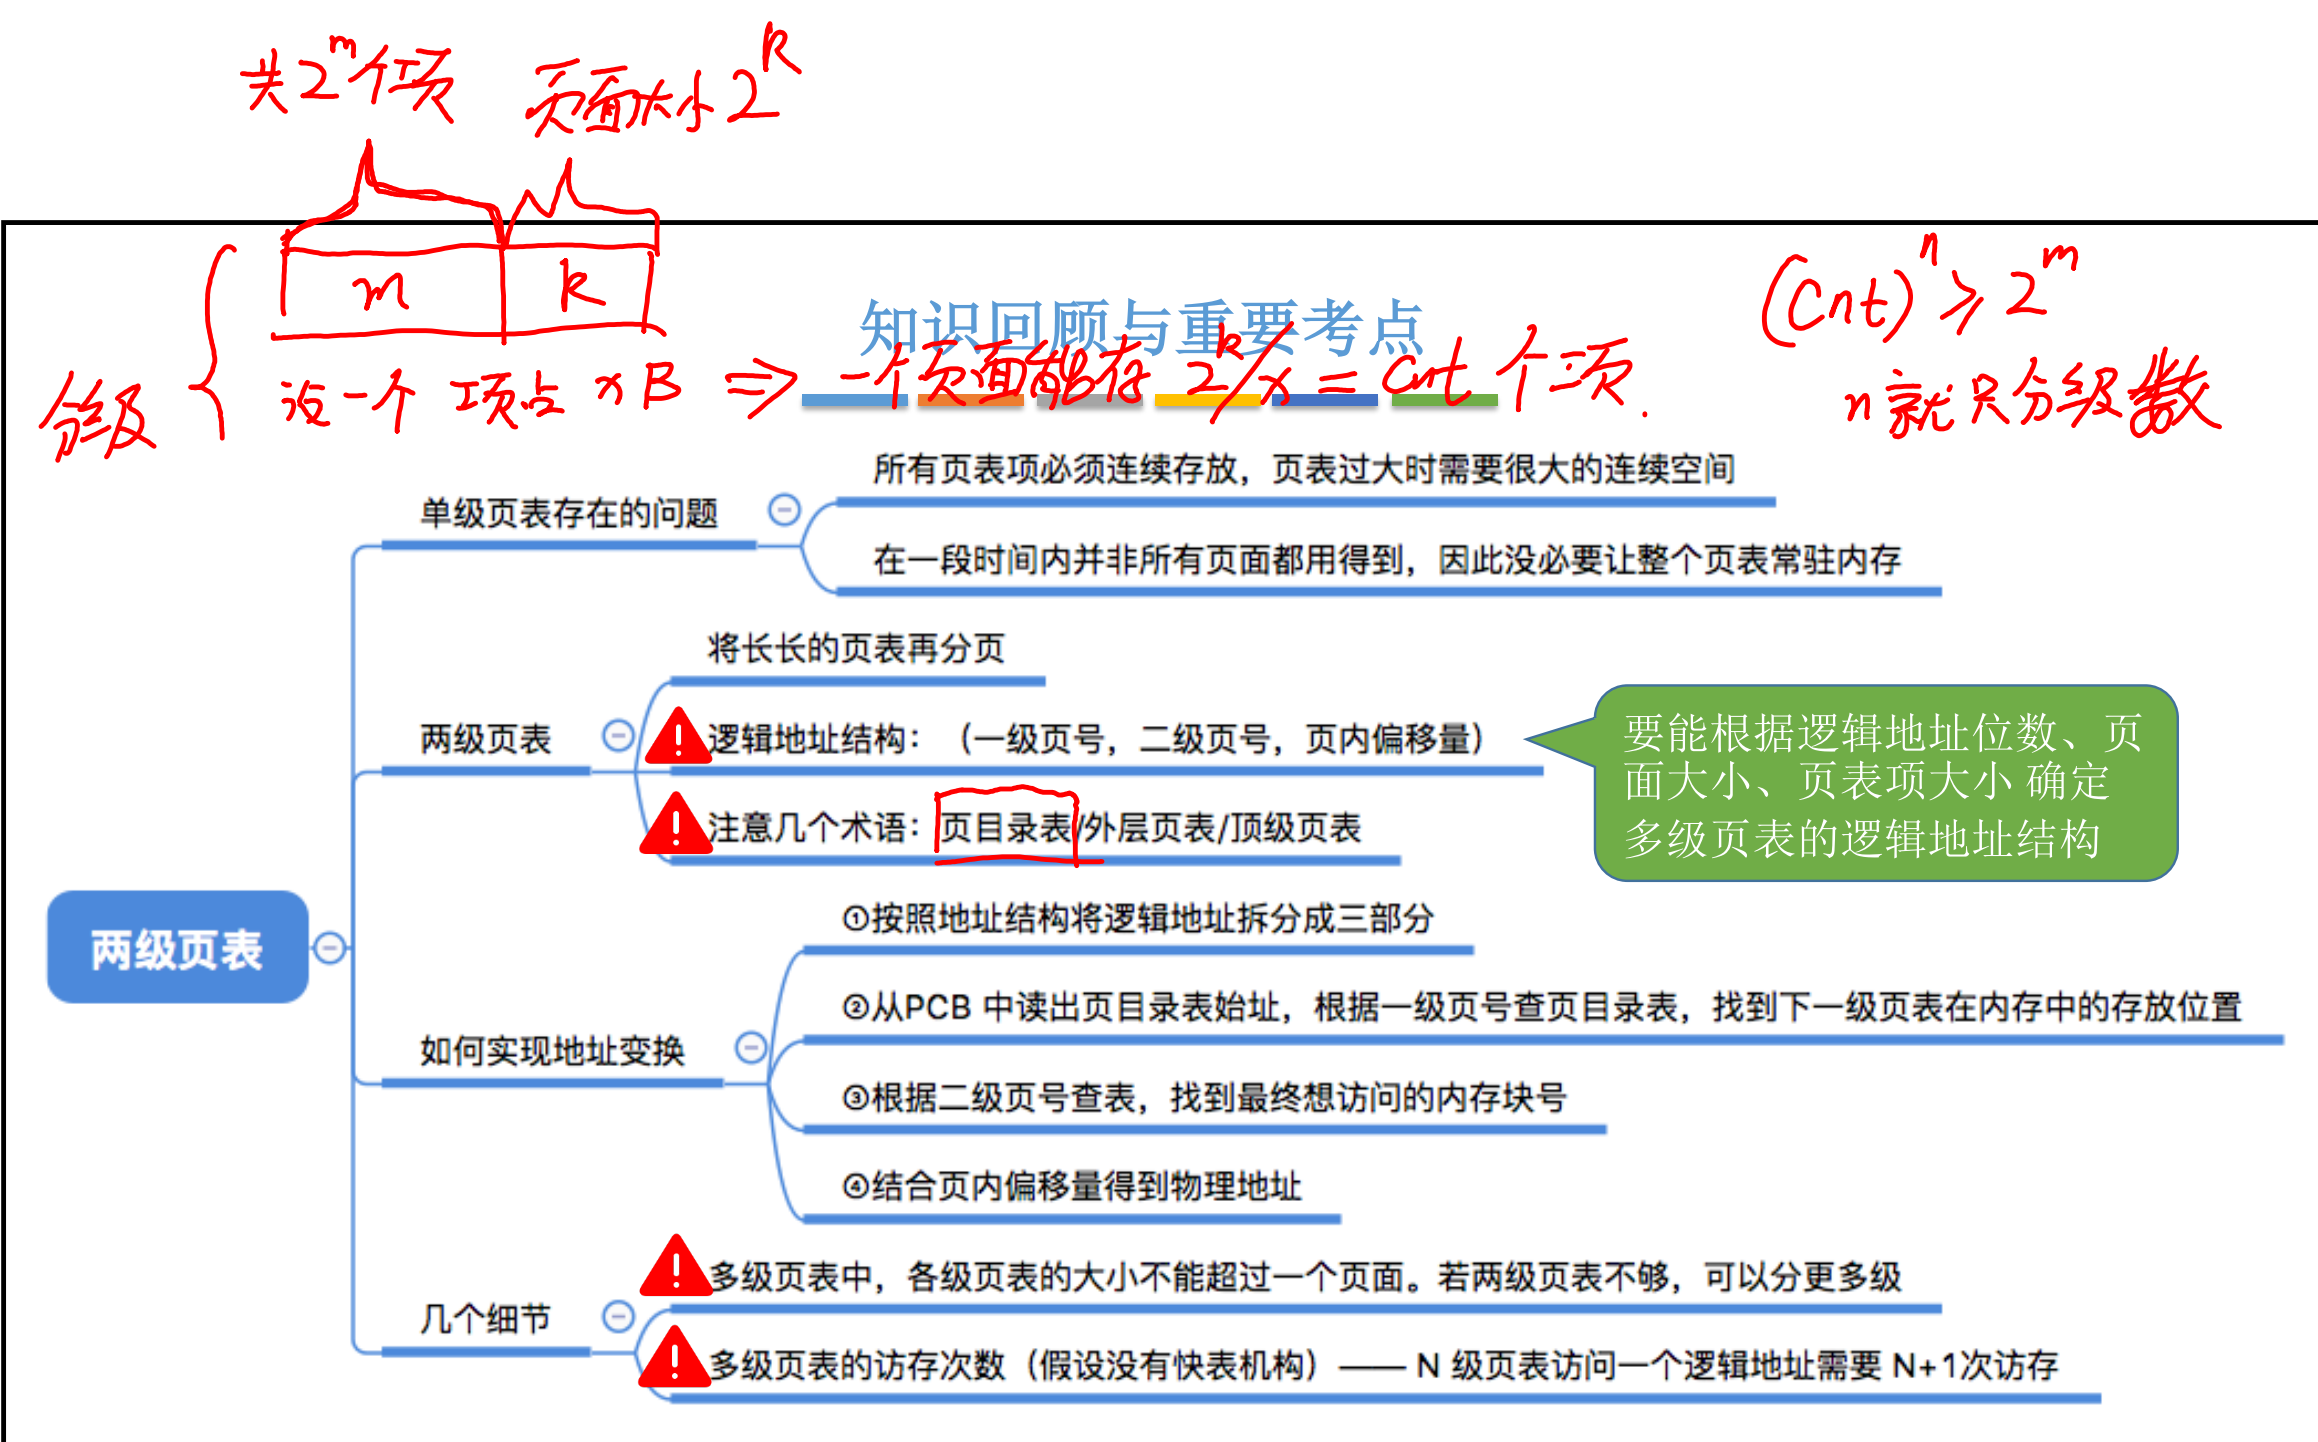 共2^m个项 页面大小2^k
m k
(Cnt)^n ≥ 2^m
知识回顾与重要考点
分级 设一个项占xB ⇒ 一个页面能存 2^k/x = Cnt 个项.
n就是分级数
单级页表存在的问题
所有页表项必须连续存放，页表过大时需要很大的连续空间
在一段时间内并非所有页面都用得到，因此没必要让整个页表常驻内存
两级页表
将长长的页表再分页
逻辑地址结构：（一级页号，二级页号，页内偏移量）
注意几个术语：页目录表/外层页表/顶级页表
要能根据逻辑地址位数、页
面大小、页表项大小 确定
多级页表的逻辑地址结构
两级页表
如何实现地址变换
①按照地址结构将逻辑地址拆分成三部分
②从PCB 中读出页目录表始址，根据一级页号查页目录表，找到下一级页表在内存中的存放位置
③根据二级页号查表，找到最终想访问的内存块号
④结合页内偏移量得到物理地址
几个细节
多级页表中，各级页表的大小不能超过一个页面。若两级页表不够，可以分更多级
多级页表的访存次数（假设没有快表机构）—— N 级页表访问一个逻辑地址需要 N+1次访存